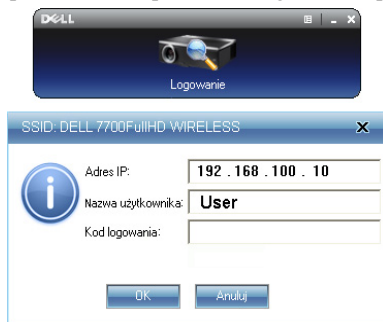 DELL
Logowanie
SSID: DELL 7700FullHD WIRELESS
Adres IP: 192 . 168 . 100 . 10
Nazwa użytkownika: User
Kod logowania:
OK Anuluj